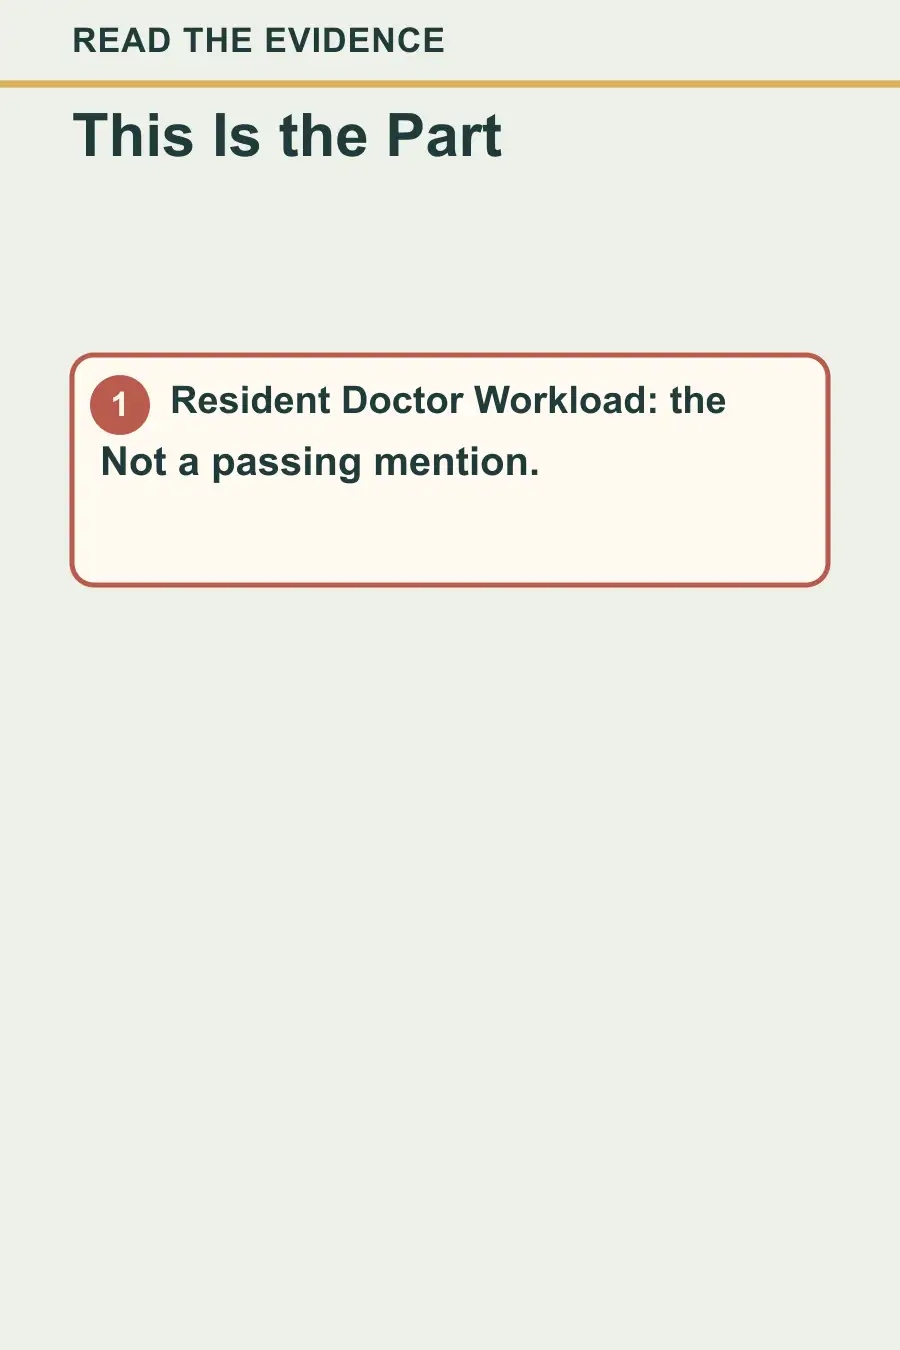 READ THE EVIDENCE
This Is the Part
1 Resident Doctor Workload: the
Not a passing mention.